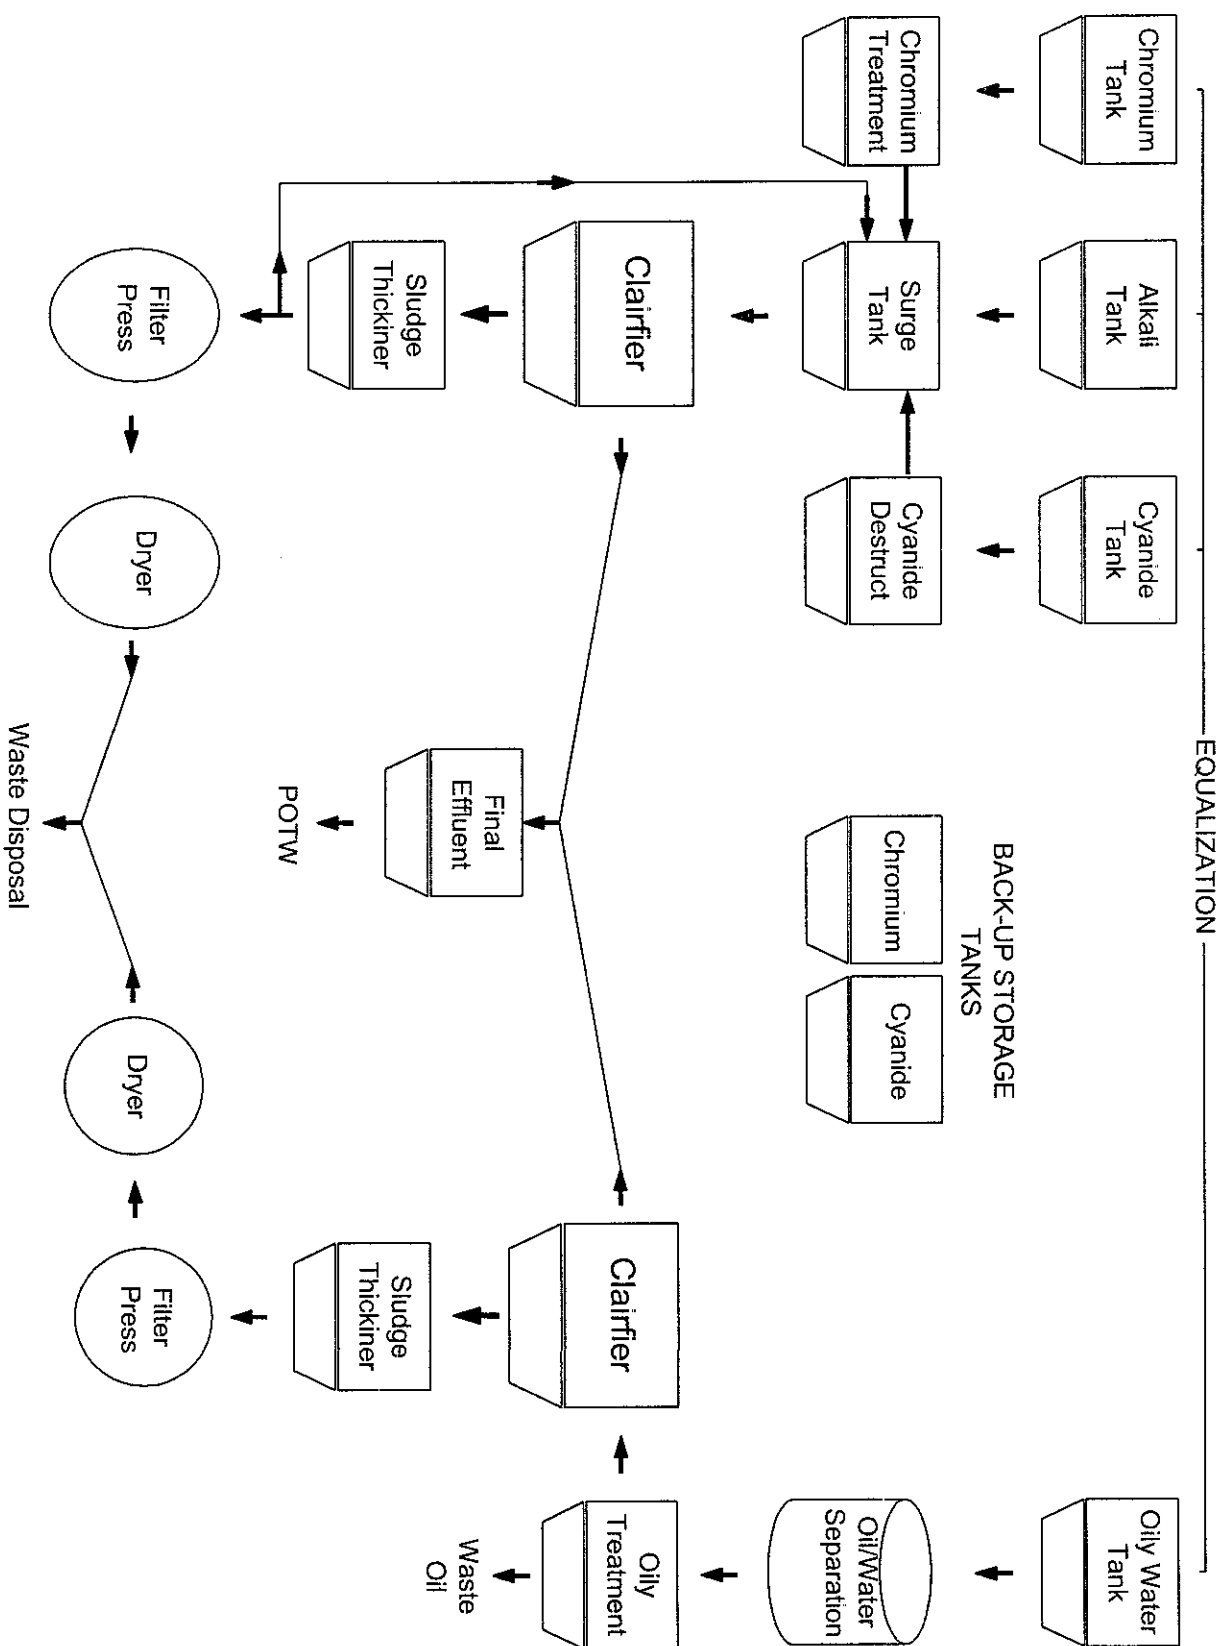 EQUALIZATION
Chromium
Tank
Alkali
Tank
Cyanide
Tank
Oily Water
Tank
Chromium
Treatment
Surge
Tank
Cyanide
Destruct
BACK-UP STORAGE
TANKS
Chromium
Cyanide
Oil/Water
Separation
Clairfier
Clairfier
Oily
Treatment
Waste
Oil
Sludge
Thickiner
Final
Effluent
POTW
Sludge
Thickiner
Filter
Press
Dryer
Dryer
Filter
Press
Waste Disposal